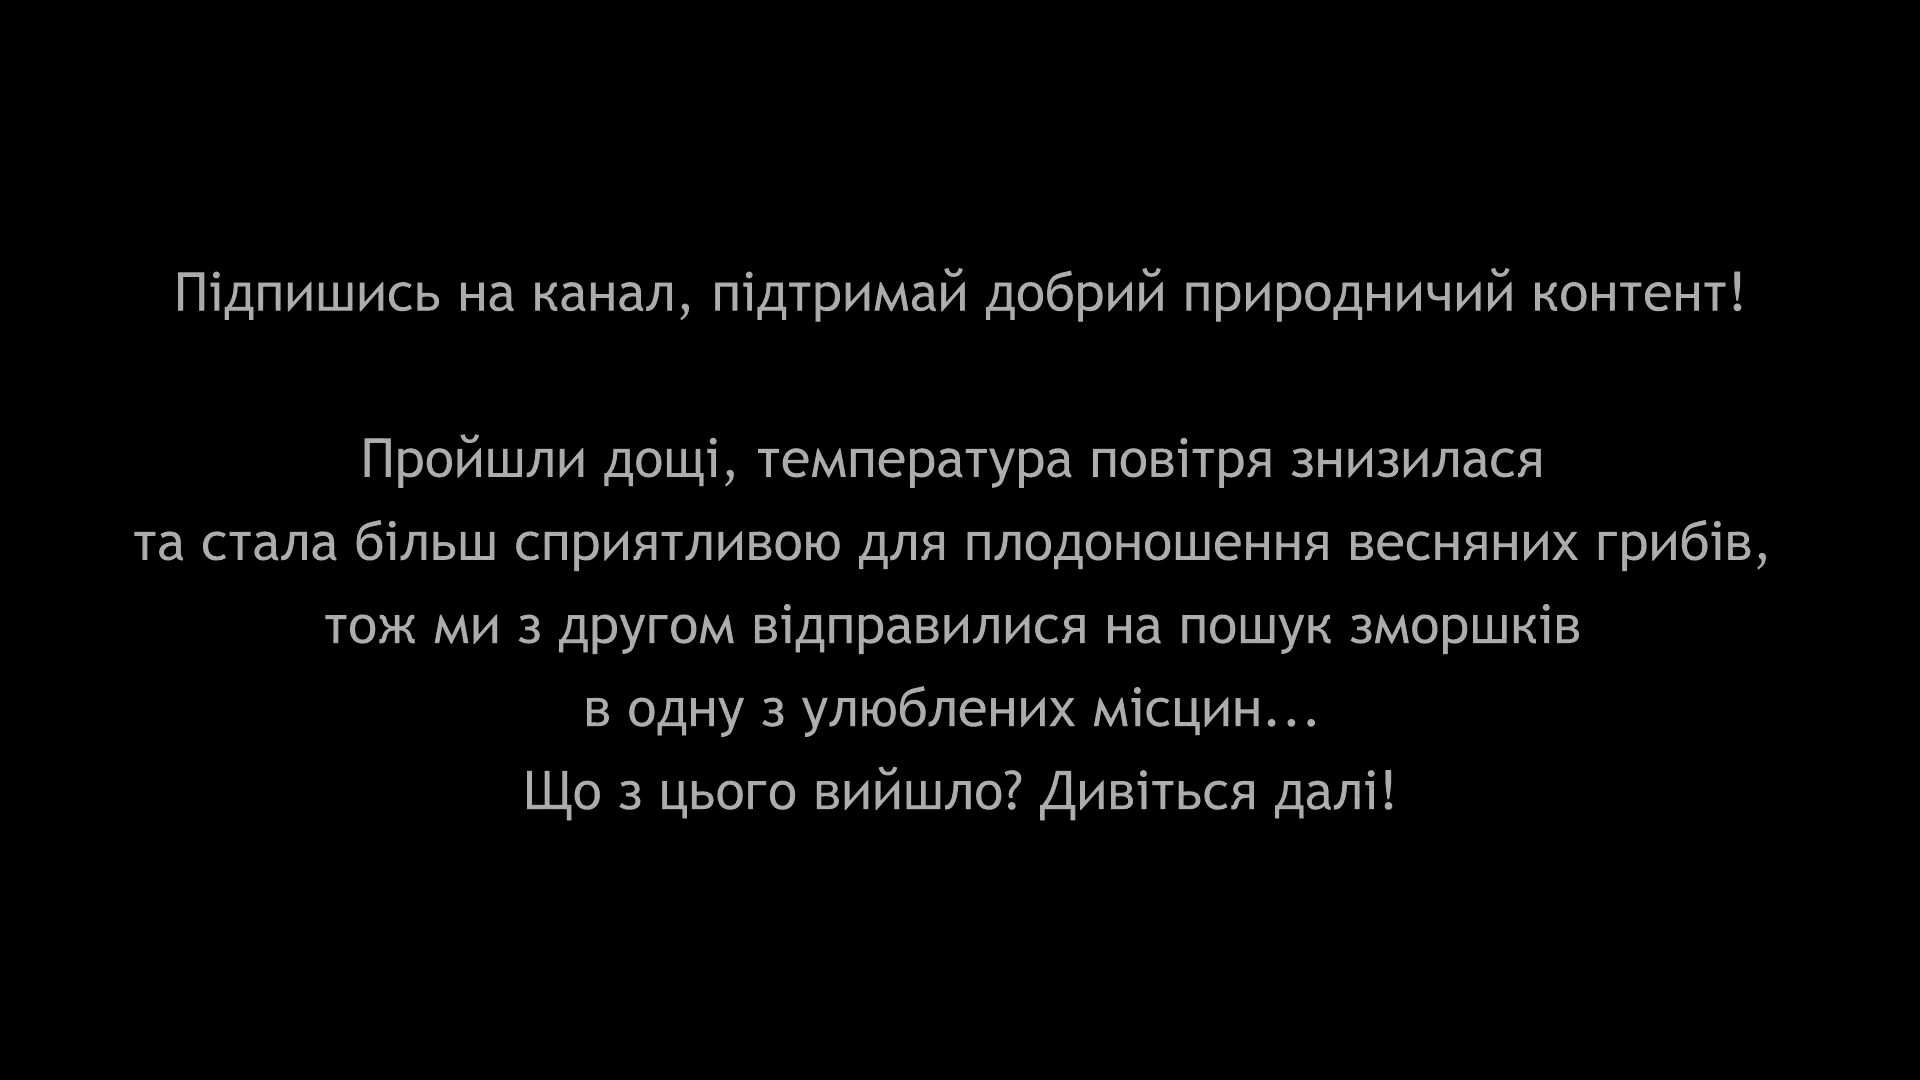 Підпишись на канал, підтримай добрий природничий контент!
Пройшли дощі, температура повітря знизилася
та стала більш сприятливою для плодоношення весняних грибів,
тож ми з другом відправилися на пошук зморшків
в одну з улюблених місцин...
Що з цього вийшло? Дивіться далі!